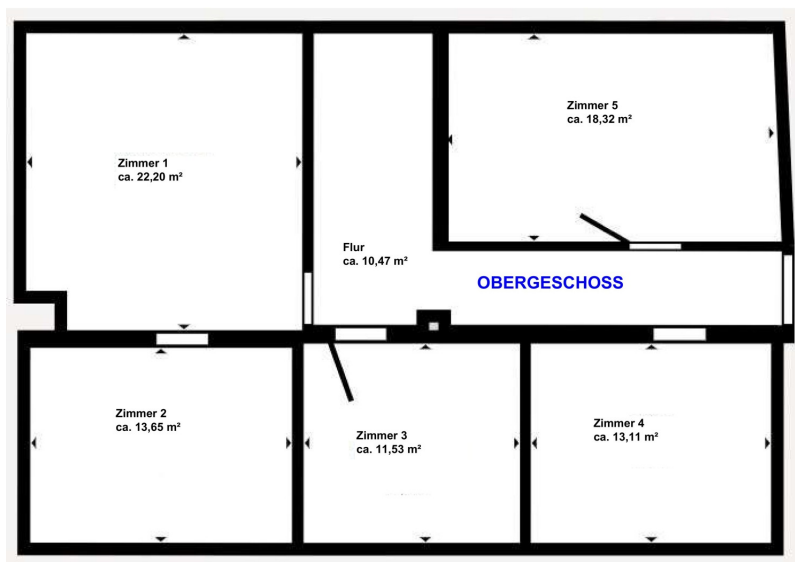 Zimmer 5
ca. 18,32 m²
Zimmer 1
ca. 22,20 m²
Flur
ca. 10,47 m²
OBERGESCHOSS
Zimmer 2
ca. 13,65 m²
Zimmer 3
ca. 11,53 m²
Zimmer 4
ca. 13,11 m²